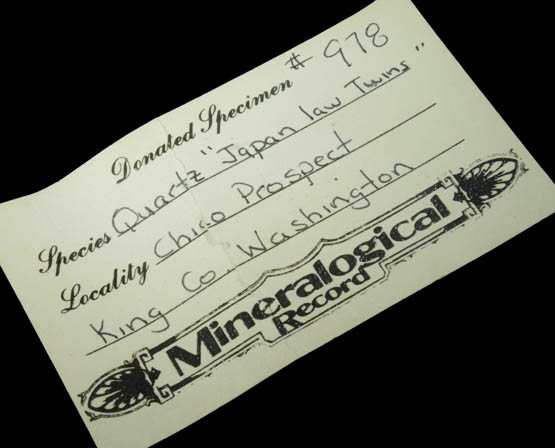 Donated Specimen # 978
Species Quartz "Japan law Twins"
Locality Chico Prospect
King Co. Washington
Mineralogical
Record